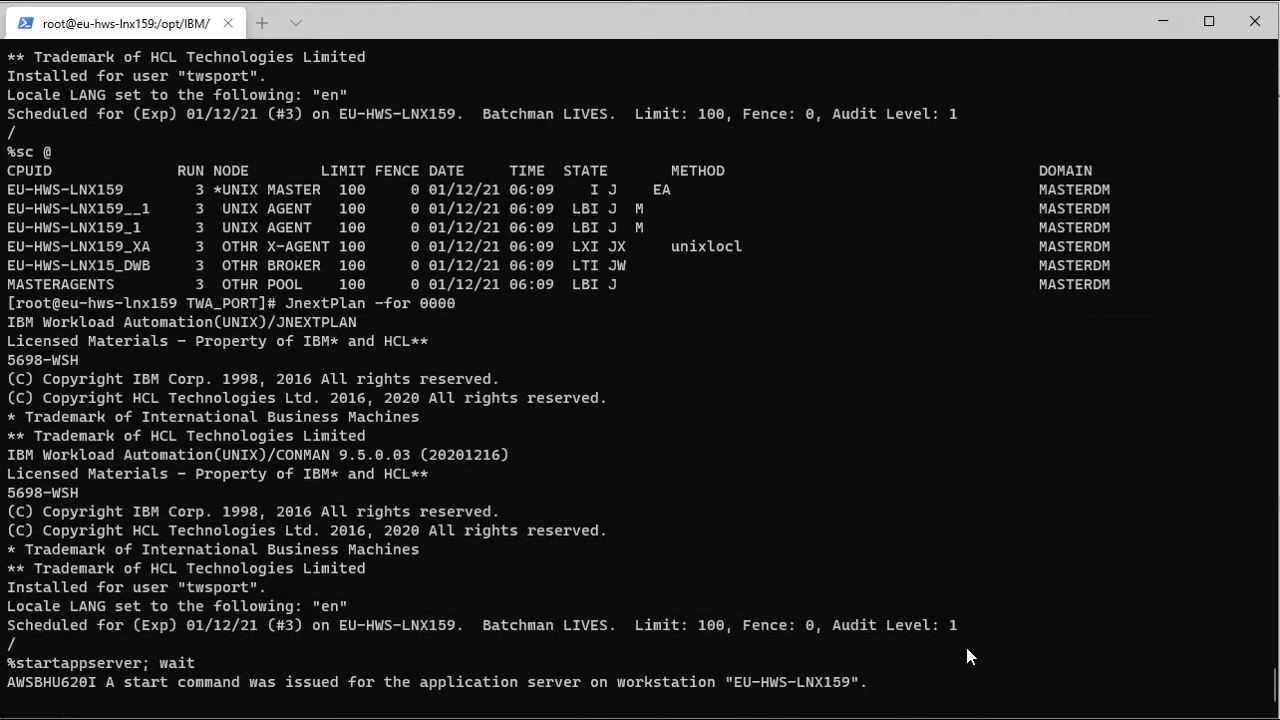 root@eu-hws-lnx159:/opt/IBM/
** Trademark of HCL Technologies Limited
Installed for user "twsport".
Locale LANG set to the following: "en"
Scheduled for (Exp) 01/12/21 (#3) on EU-HWS-LNX159.  Batchman LIVES.  Limit: 100, Fence: 0, Audit Level: 1
/
%sc @
CPUID                  RUN NODE         LIMIT FENCE DATE     TIME  STATE        METHOD                                DOMAIN
EU-HWS-LNX159            3 *UNIX MASTER  100     0 01/12/21 06:09    I J    EA                                        MASTERDM
EU-HWS-LNX159__1         3  UNIX AGENT   100     0 01/12/21 06:09  LBI J  M                                           MASTERDM
EU-HWS-LNX159_1          3  UNIX AGENT   100     0 01/12/21 06:09  LBI J  M                                           MASTERDM
EU-HWS-LNX159_XA         3  OTHR X-AGENT 100     0 01/12/21 06:09  LXI JX     unixlocl                                MASTERDM
EU-HWS-LNX15_DWB         3  OTHR BROKER  100     0 01/12/21 06:09  LTI JW                                             MASTERDM
MASTERAGENTS             3  OTHR POOL    100     0 01/12/21 06:09  LBI J                                              MASTERDM
[root@eu-hws-lnx159 TWA_PORT]# JnextPlan -for 0000
IBM Workload Automation(UNIX)/JNEXTPLAN
Licensed Materials - Property of IBM* and HCL**
5698-WSH
(C) Copyright IBM Corp. 1998, 2016 All rights reserved.
(C) Copyright HCL Technologies Ltd. 2016, 2020 All rights reserved.
* Trademark of International Business Machines
** Trademark of HCL Technologies Limited
IBM Workload Automation(UNIX)/CONMAN 9.5.0.03 (20201216)
Licensed Materials - Property of IBM* and HCL**
5698-WSH
(C) Copyright IBM Corp. 1998, 2016 All rights reserved.
(C) Copyright HCL Technologies Ltd. 2016, 2020 All rights reserved.
* Trademark of International Business Machines
** Trademark of HCL Technologies Limited
Installed for user "twsport".
Locale LANG set to the following: "en"
Scheduled for (Exp) 01/12/21 (#3) on EU-HWS-LNX159.  Batchman LIVES.  Limit: 100, Fence: 0, Audit Level: 1
/
%startappserver; wait
AWSBHU620I A start command was issued for the application server on workstation "EU-HWS-LNX159".